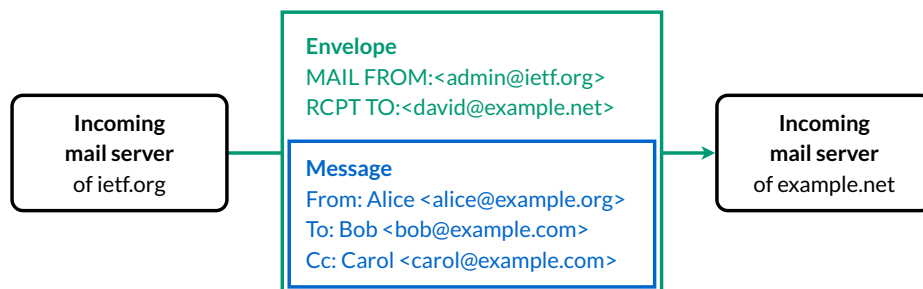 Incoming
mail server
of ietf.org
Envelope
MAIL FROM:<admin@ietf.org>
RCPT TO:<david@example.net>
Message
From: Alice <alice@example.org>
To: Bob <bob@example.com>
Cc: Carol <carol@example.com>
Incoming
mail server
of example.net